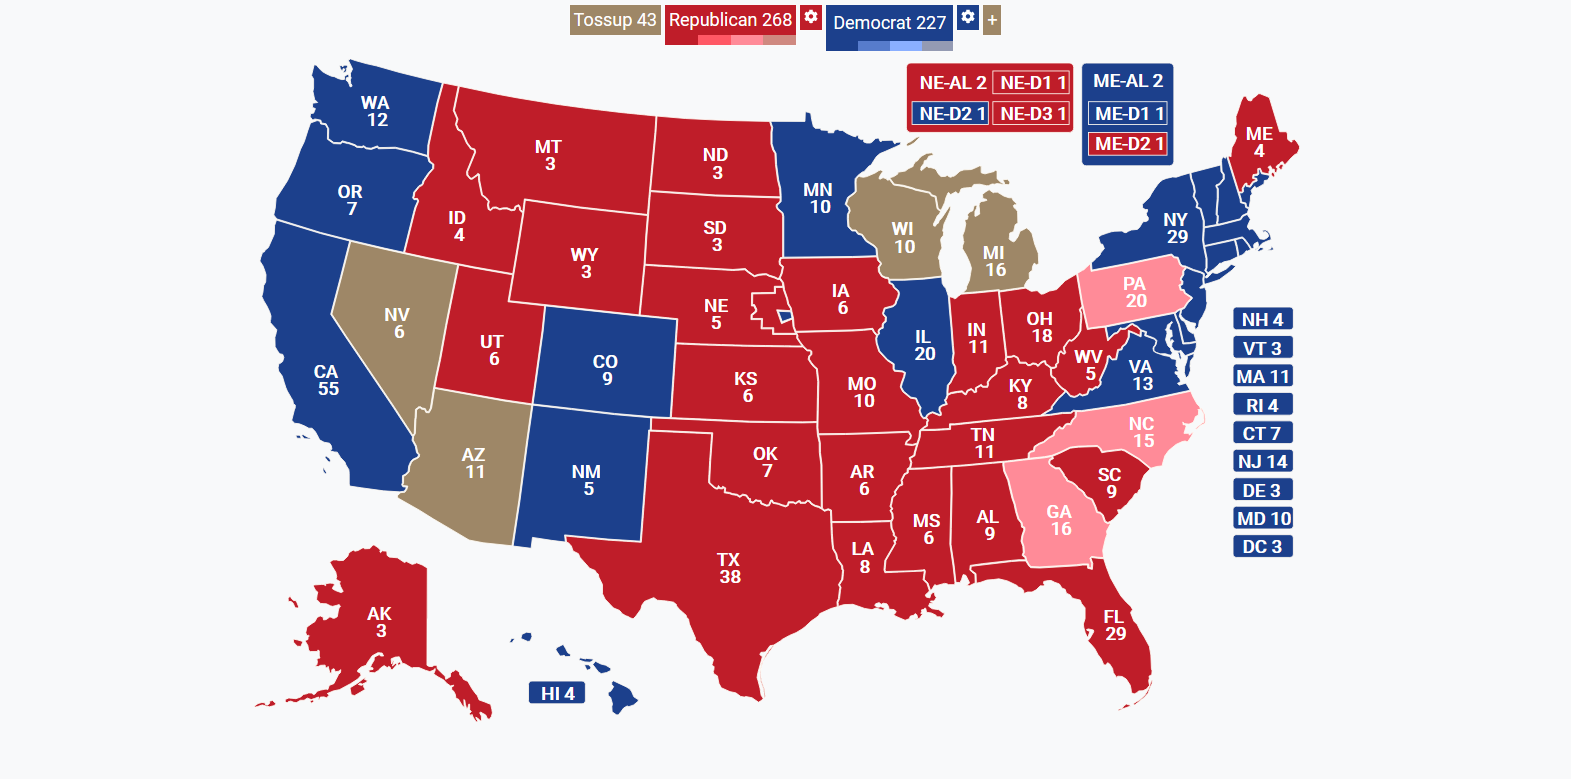 Tossup 43
Republican 268
Democrat 227
+
NE-AL 2
NE-D1 1
NE-D2 1
NE-D3 1
ME-AL 2
ME-D1 1
ME-D2 1
WA
12
OR
7
CA
55
NV
6
ID
4
MT
3
WY
3
UT
6
AZ
11
CO
9
NM
5
ND
3
SD
3
NE
5
KS
6
OK
7
TX
38
MN
10
IA
6
MO
10
AR
6
LA
8
WI
10
IL
20
MI
16
IN
11
OH
18
KY
8
TN
11
MS
6
AL
9
GA
16
FL
29
SC
9
NC
15
VA
13
WV
5
PA
20
NY
29
ME
4
NH 4
VT 3
MA 11
RI 4
CT 7
NJ 14
DE 3
MD 10
DC 3
AK
3
HI 4